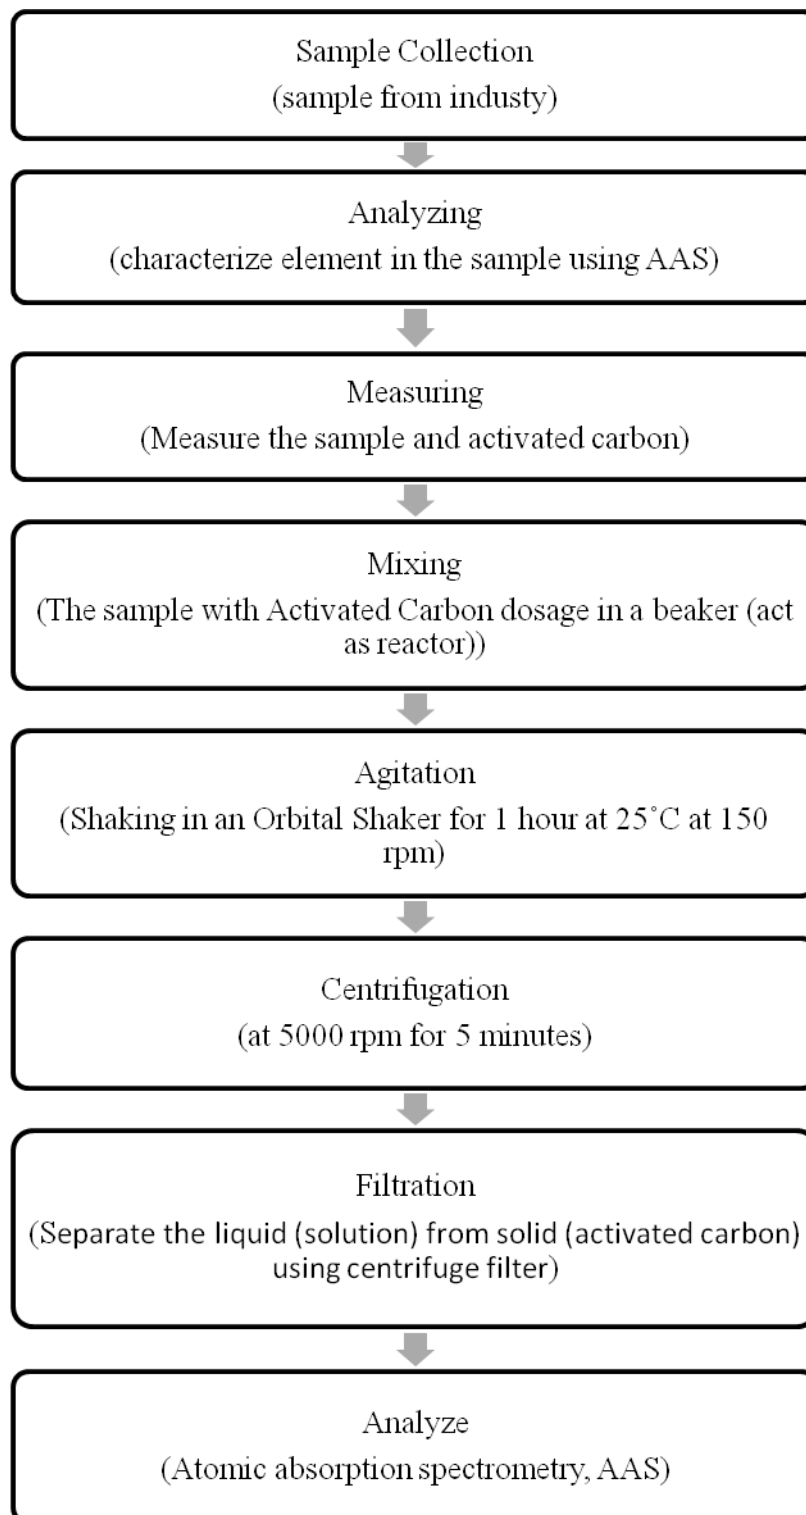 Sample Collection
(sample from industy)
Analyzing
(characterize element in the sample using AAS)
Measuring
(Measure the sample and activated carbon)
Mixing
(The sample with Activated Carbon dosage in a beaker (act
as reactor))
Agitation
(Shaking in an Orbital Shaker for 1 hour at 25˚C at 150
rpm)
Centrifugation
(at 5000 rpm for 5 minutes)
Filtration
(Separate the liquid (solution) from solid (activated carbon)
using centrifuge filter)
Analyze
(Atomic absorption spectrometry, AAS)